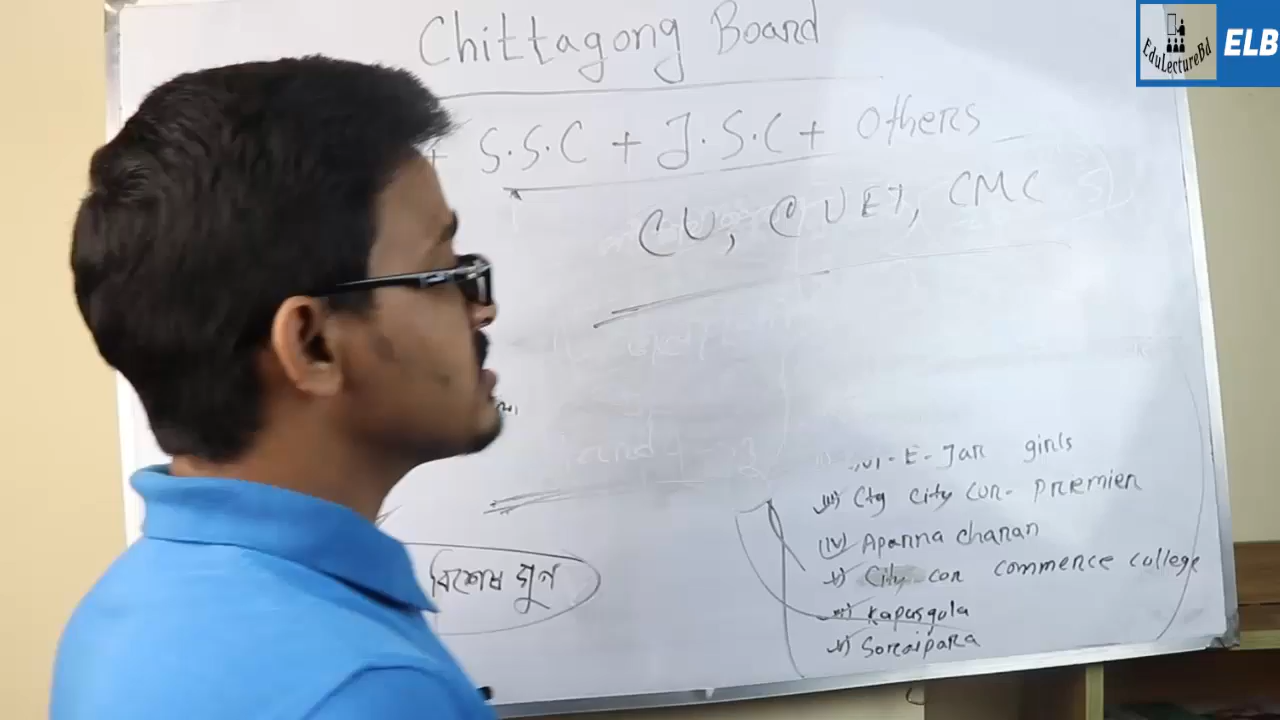 Chittagong Board
EduLectureBd
ELB
+ S.S.C + J.S.C + Others
CU, CUET, CMC
E-Jar girls
iii) Ctg city cor- Premier
(iv) Aparna charan
v) City cor commerce college
Kapasgola
Soraipara
বিশেষ গুন